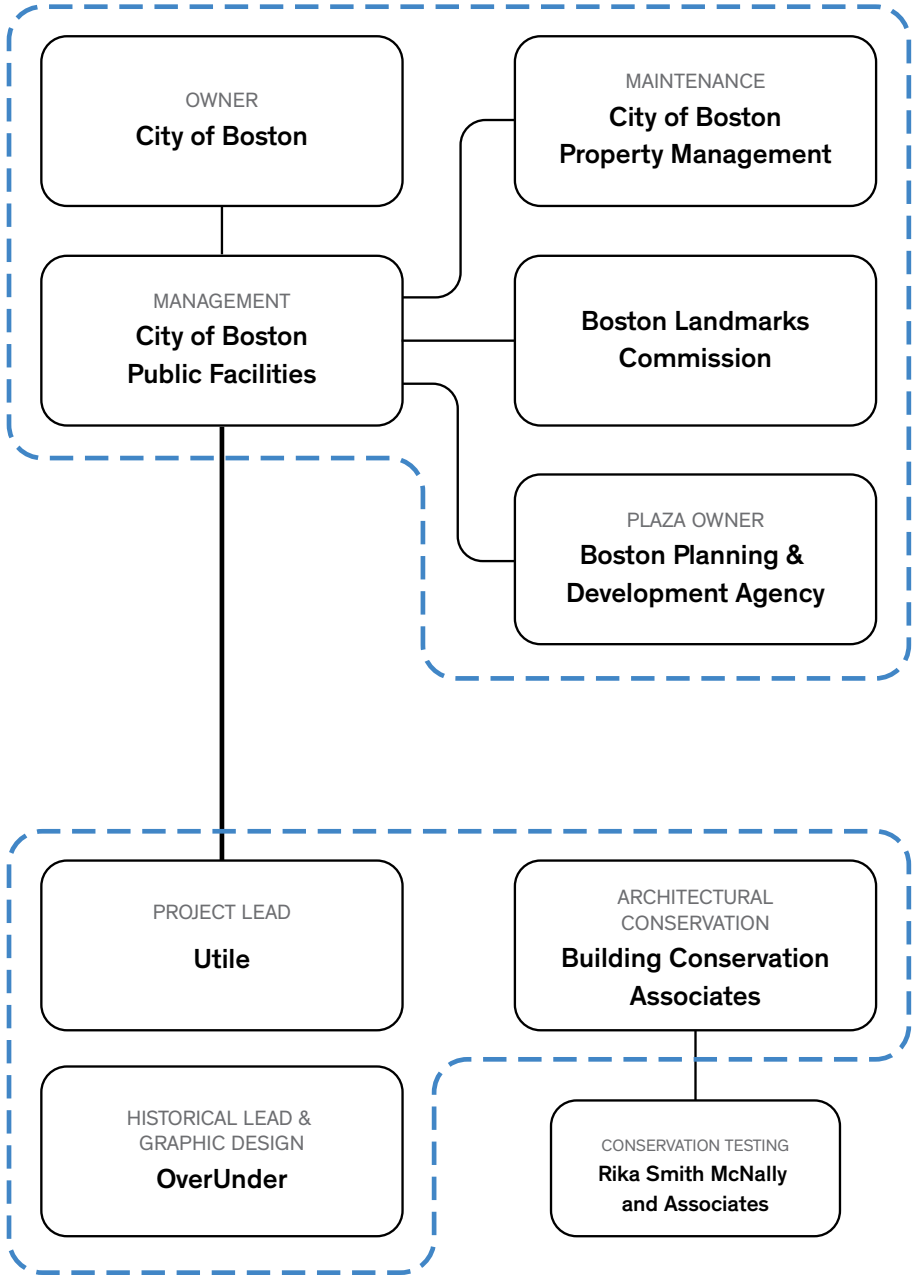 OWNER
City of Boston
MAINTENANCE
City of Boston
Property Management
MANAGEMENT
City of Boston
Public Facilities
Boston Landmarks
Commission
PLAZA OWNER
Boston Planning &
Development Agency
PROJECT LEAD
Utile
ARCHITECTURAL
CONSERVATION
Building Conservation
Associates
HISTORICAL LEAD &
GRAPHIC DESIGN
OverUnder
CONSERVATION TESTING
Rika Smith McNally
and Associates